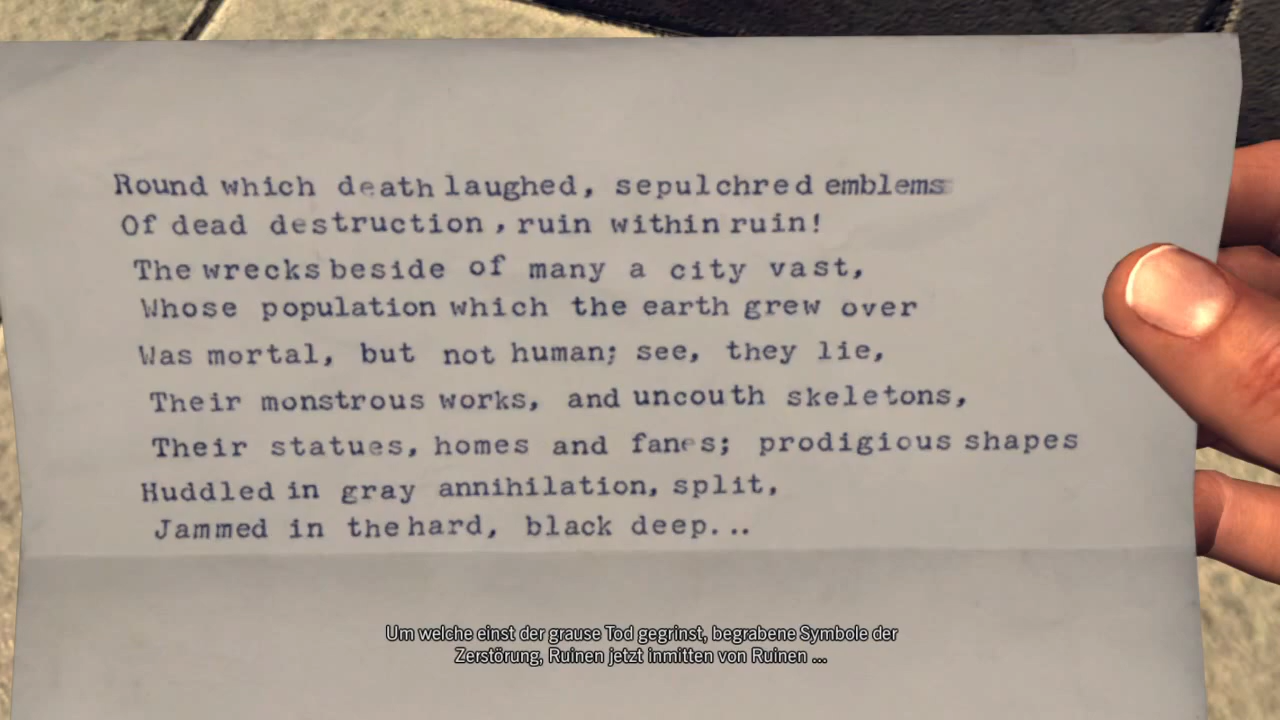 Round which death laughed, sepulchred emblems
Of dead destruction, ruin within ruin!
The wrecks beside of many a city vast,
Whose population which the earth grew over
Was mortal, but not human; see, they lie,
Their monstrous works, and uncouth skeletons,
Their statues, homes and fanes; prodigious shapes
Huddled in gray annihilation, split,
Jammed in the hard, black deep...
Um welche einst der grause Tod gegrinst, begrabene Symbole der
Zerstörung, Ruinen jetzt inmitten von Ruinen ...